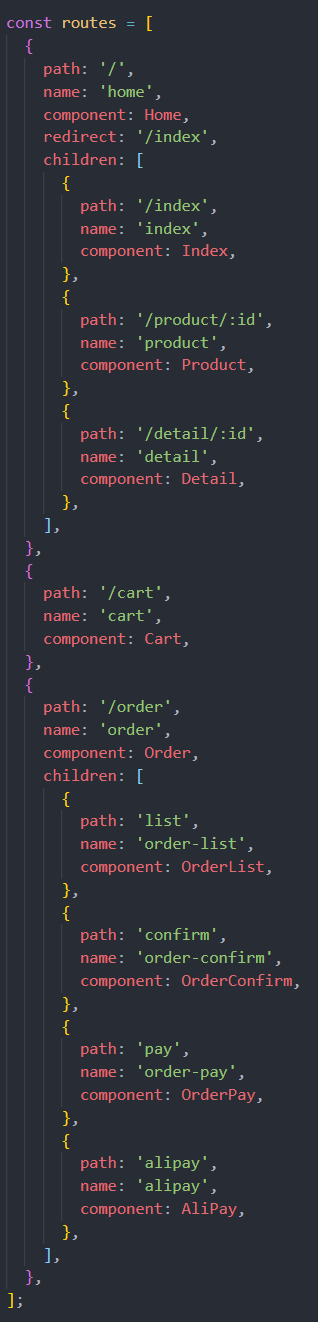 const routes = [
  {
    path: '/',
    name: 'home',
    component: Home,
    redirect: '/index',
    children: [
      {
        path: '/index',
        name: 'index',
        component: Index,
      },
      {
        path: '/product/:id',
        name: 'product',
        component: Product,
      },
      {
        path: '/detail/:id',
        name: 'detail',
        component: Detail,
      },
    ],
  },
  {
    path: '/cart',
    name: 'cart',
    component: Cart,
  },
  {
    path: '/order',
    name: 'order',
    component: Order,
    children: [
      {
        path: 'list',
        name: 'order-list',
        component: OrderList,
      },
      {
        path: 'confirm',
        name: 'order-confirm',
        component: OrderConfirm,
      },
      {
        path: 'pay',
        name: 'order-pay',
        component: OrderPay,
      },
      {
        path: 'alipay',
        name: 'alipay',
        component: AliPay,
      },
    ],
  },
];